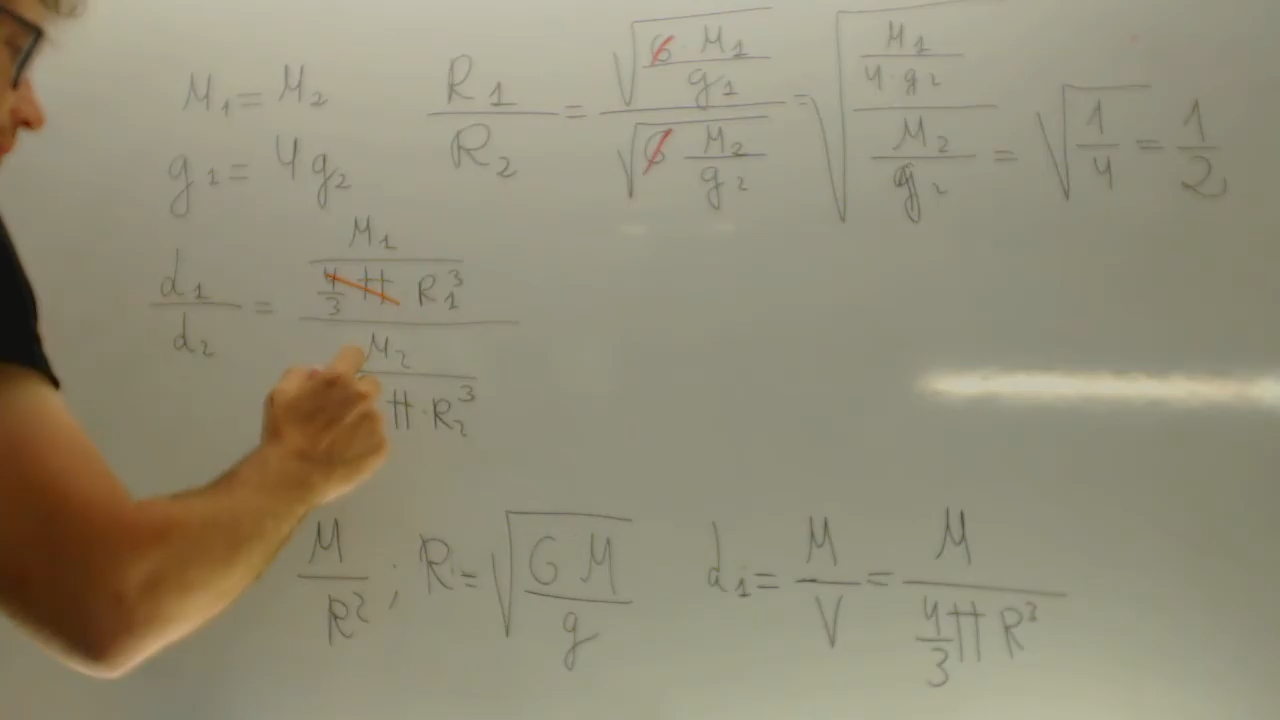 M₁ = M₂
g₁ = 4g₂
R₁/R₂ = √(G · M₁/g₁) / √(G · M₂/g₂) = √((M₁/(4·g₂)) / (M₂/g₂)) = √(1/4) = 1/2
d₁/d₂ = (M₁/(4/3 π R₁³)) / (M₂/(π · R₂³))
M/R² ; R = √(G M/g)
d₁ = M/V = M/(4/3 π R³)